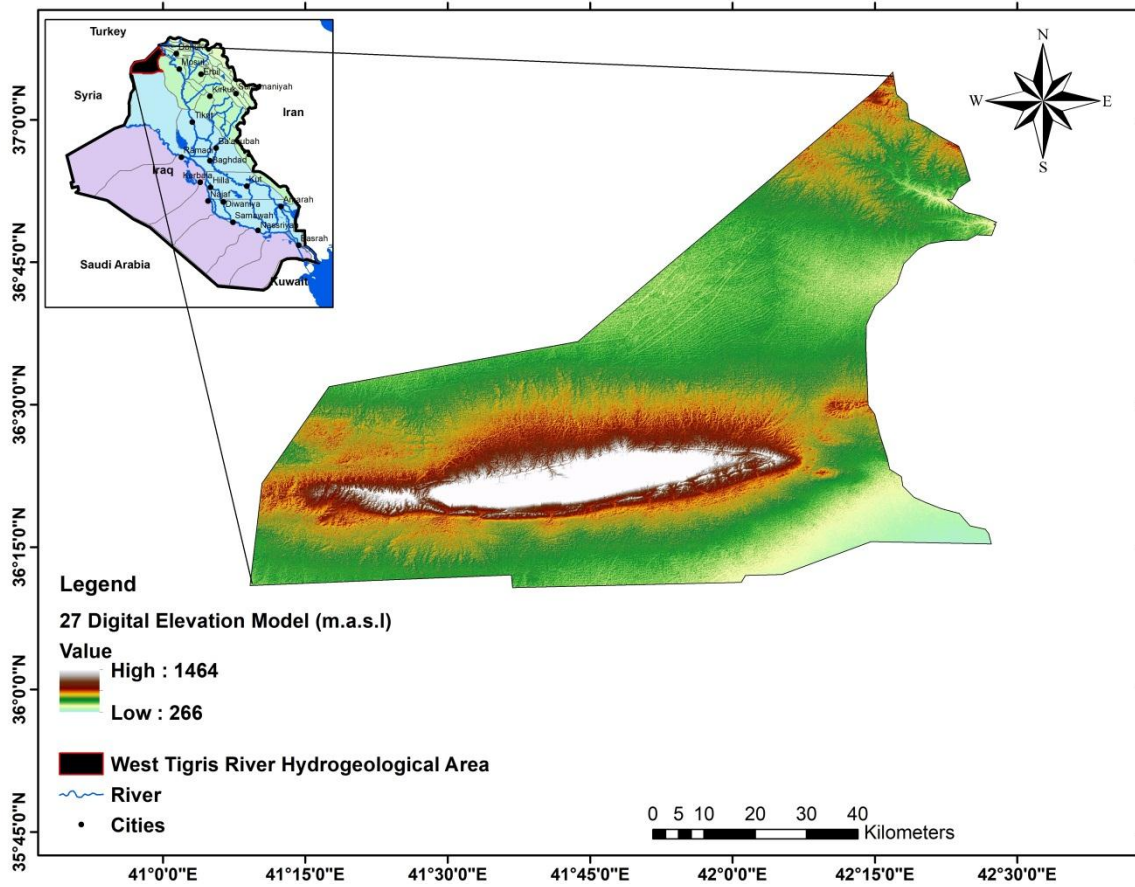 Turkey
Syria
Iran
Iraq
Saudi Arabia
Kuwait
Mosul
Erbil
Kirkuk
Tikrit
Ramadi
Baghdad
Karbala
Hilla
Kut
Najaf
Diwaniya
Amarah
Samawah
Nassriyah
Basrah
N
W
E
S
37°0'0"N
36°45'0"N
36°30'0"N
36°15'0"N
36°0'0"N
35°45'0"N
Legend
27 Digital Elevation Model (m.a.s.l)
Value
High : 1464
Low : 266
West Tigris River Hydrogeological Area
River
Cities
0 5 10 20 30 40
Kilometers
41°0'0"E
41°15'0"E
41°30'0"E
41°45'0"E
42°0'0"E
42°15'0"E
42°30'0"E